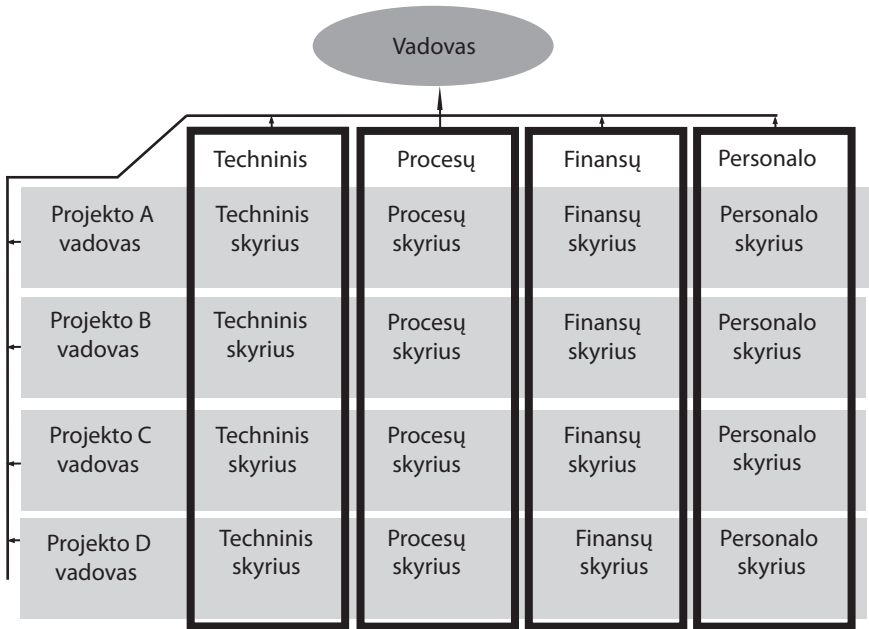 Vadovas
Techninis
Procesų
Finansų
Personalo
Projekto A
vadovas
Techninis
skyrius
Procesų
skyrius
Finansų
skyrius
Personalo
skyrius
Projekto B
vadovas
Techninis
skyrius
Procesų
skyrius
Finansų
skyrius
Personalo
skyrius
Projekto C
vadovas
Techninis
skyrius
Procesų
skyrius
Finansų
skyrius
Personalo
skyrius
Projekto D
vadovas
Techninis
skyrius
Procesų
skyrius
Finansų
skyrius
Personalo
skyrius